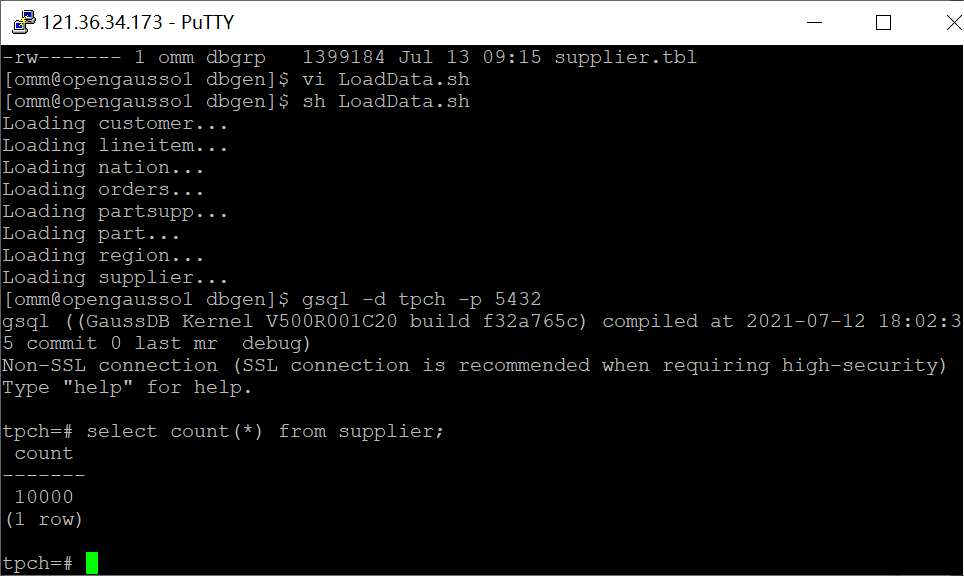 121.36.34.173 - PuTTY
-rw------- 1 omm dbgrp   1399184 Jul 13 09:15 supplier.tbl
[omm@opengausso1 dbgen]$ vi LoadData.sh
[omm@opengausso1 dbgen]$ sh LoadData.sh
Loading customer...
Loading lineitem...
Loading nation...
Loading orders...
Loading partsupp...
Loading part...
Loading region...
Loading supplier...
[omm@opengausso1 dbgen]$ gsql -d tpch -p 5432
gsql ((GaussDB Kernel V500R001C20 build f32a765c) compiled at 2021-07-12 18:02:3
5 commit 0 last mr  debug)
Non-SSL connection (SSL connection is recommended when requiring high-security)
Type "help" for help.
tpch=# select count(*) from supplier;
 count
-------
 10000
(1 row)
tpch=#